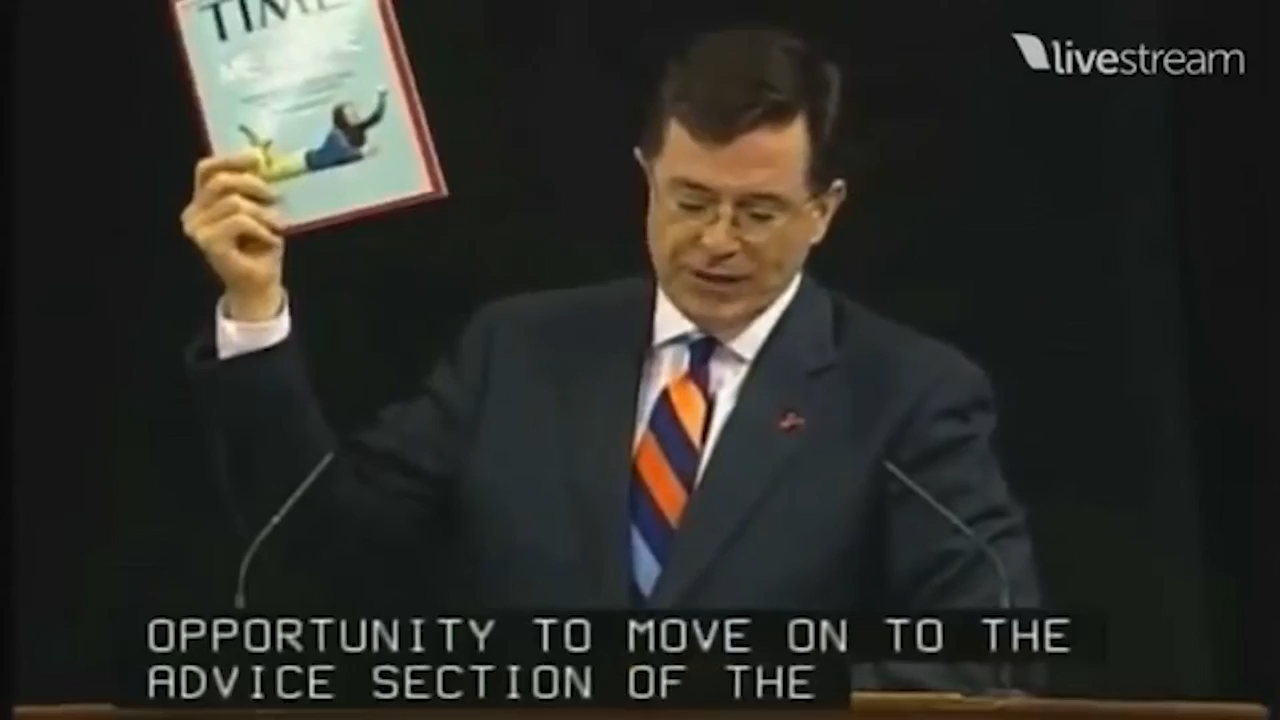 TIME
livestream
OPPORTUNITY TO MOVE ON TO THE
ADVICE SECTION OF THE